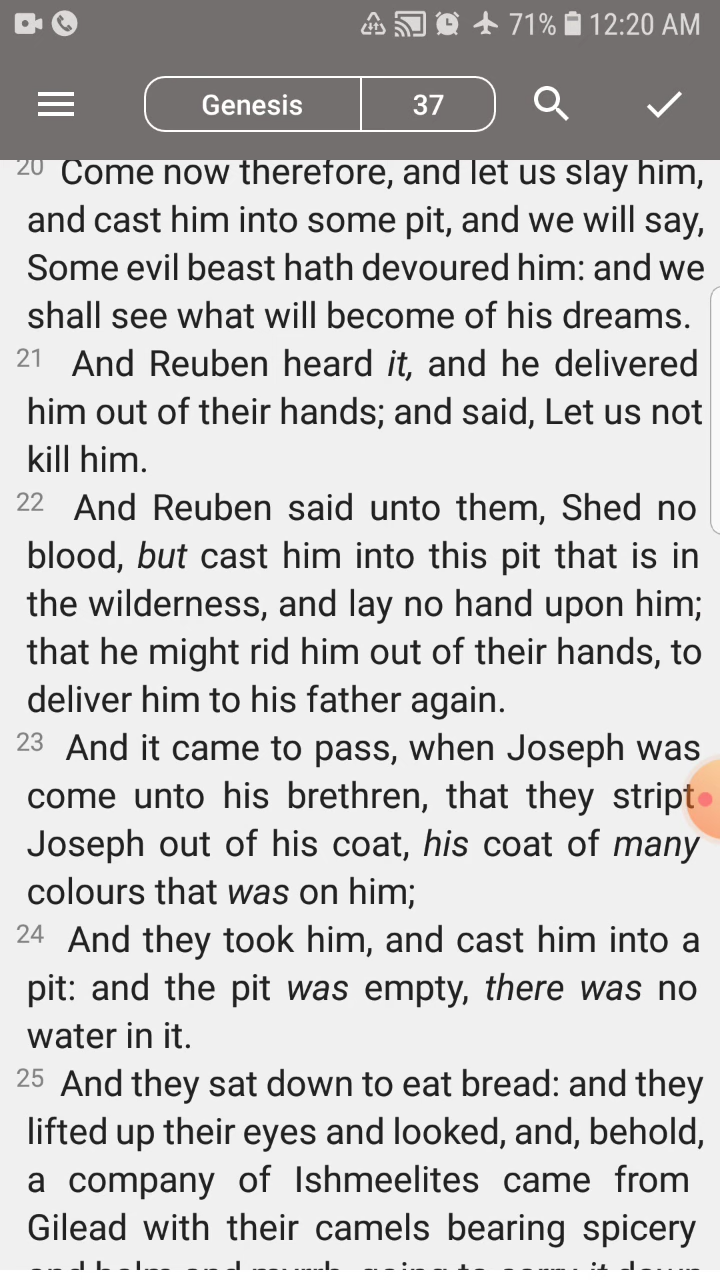 71% 12:20 AM
Genesis 37
20 Come now therefore, and let us slay him,
and cast him into some pit, and we will say,
Some evil beast hath devoured him: and we
shall see what will become of his dreams.
21 And Reuben heard it, and he delivered
him out of their hands; and said, Let us not
kill him.
22 And Reuben said unto them, Shed no
blood, but cast him into this pit that is in
the wilderness, and lay no hand upon him;
that he might rid him out of their hands, to
deliver him to his father again.
23 And it came to pass, when Joseph was
come unto his brethren, that they stript
Joseph out of his coat, his coat of many
colours that was on him;
24 And they took him, and cast him into a
pit: and the pit was empty, there was no
water in it.
25 And they sat down to eat bread: and they
lifted up their eyes and looked, and, behold,
a company of Ishmeelites came from
Gilead with their camels bearing spicery
and balm and myrrh, going to carry it down